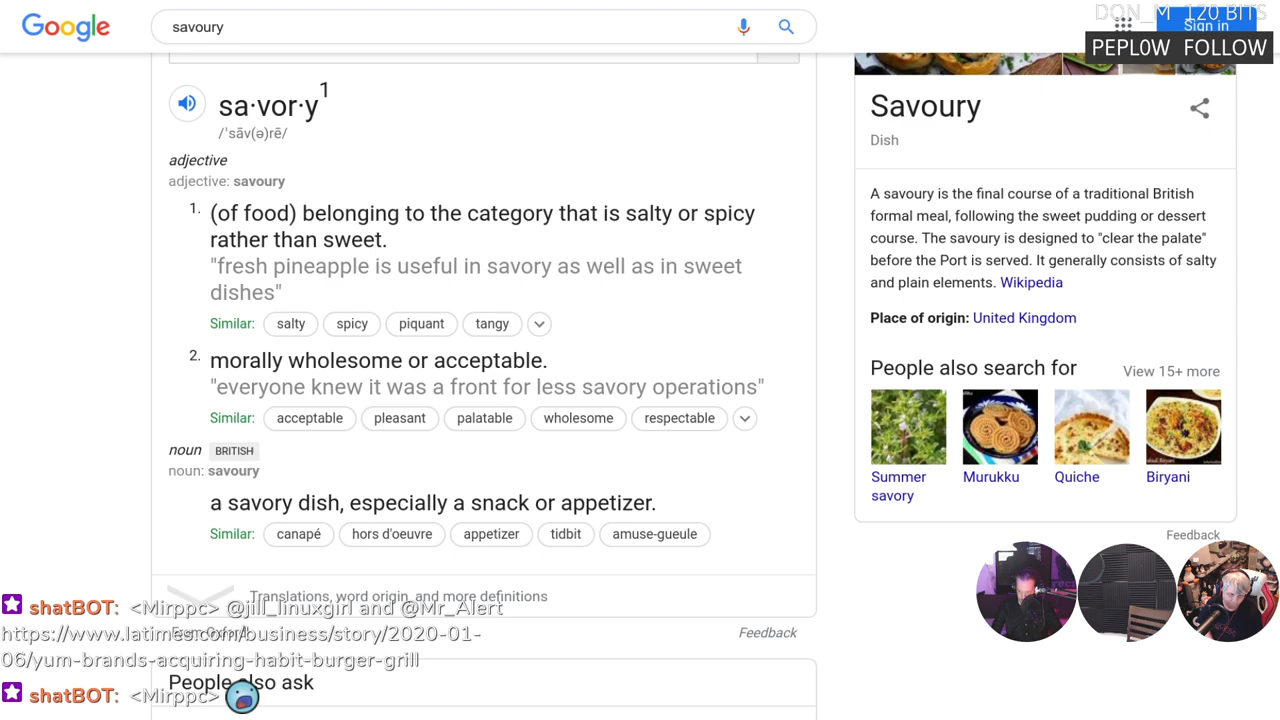 Google
savoury
DON_M 120 BITS
Sign in
PEPL0W FOLLOW
sa·vor·y1
/ˈsāv(ə)rē/
adjective
adjective: savoury
1. (of food) belonging to the category that is salty or spicy
rather than sweet.
"fresh pineapple is useful in savory as well as in sweet
dishes"
Similar: salty spicy piquant tangy
2. morally wholesome or acceptable.
"everyone knew it was a front for less savory operations"
Similar: acceptable pleasant palatable wholesome respectable
noun BRITISH
noun: savoury
a savory dish, especially a snack or appetizer.
Similar: canapé hors d'oeuvre appetizer tidbit amuse-gueule
Translations, word origin, and more definitions
From Oxford
Feedback
People also ask
Savoury
Dish
A savoury is the final course of a traditional British
formal meal, following the sweet pudding or dessert
course. The savoury is designed to "clear the palate"
before the Port is served. It generally consists of salty
and plain elements. Wikipedia
Place of origin: United Kingdom
People also search for
View 15+ more
Summer
savory
Murukku
Quiche
Biryani
Feedback
shatBOT: <Mirppc> @jill_linuxgirl and @Mr_Alert
https://www.latimes.com/business/story/2020-01-
06/yum-brands-acquiring-habit-burger-grill
shatBOT: <Mirppc>